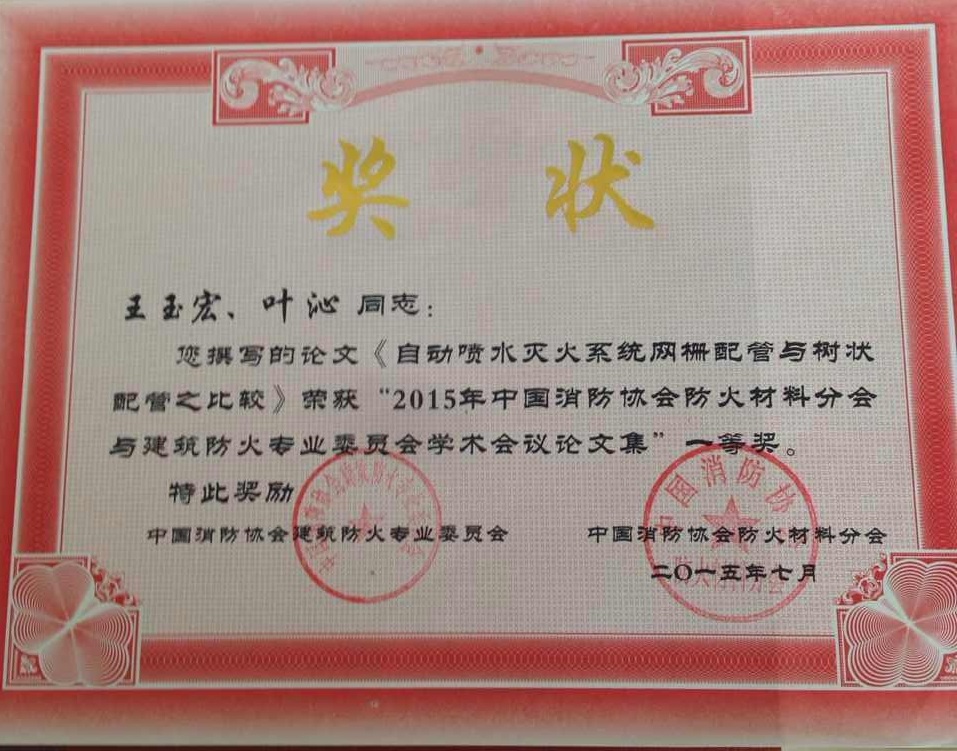 奖 状
王玉宏、叶沁 同志：
您撰写的论文《自动喷水灭火系统网栅配管与树状
配管之比较》荣获“2015年中国消防协会防火材料分会
与建筑防火专业委员会学术会议论文集”一等奖。
特此奖励
中国消防协会建筑防火专业委员会 中国消防协会防火材料分会
二〇一五年七月
中国消防协